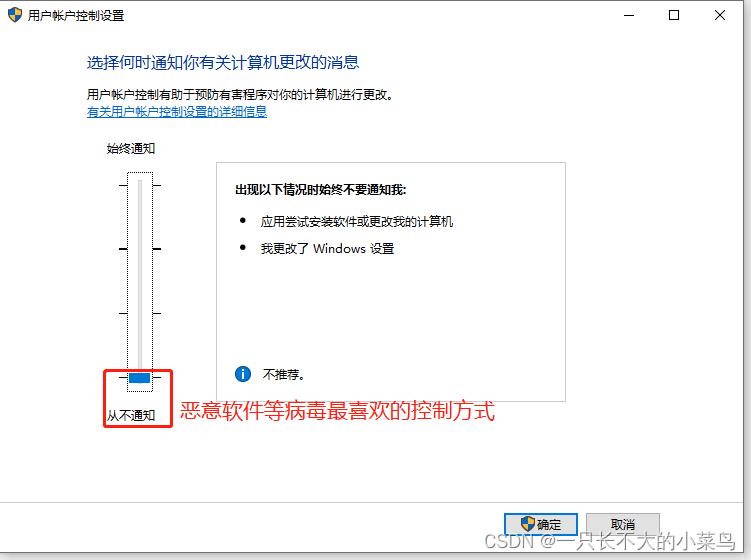 用户帐户控制设置
选择何时通知你有关计算机更改的消息
用户帐户控制有助于预防有害程序对你的计算机进行更改。
有关用户帐户控制设置的详细信息
始终通知
出现以下情况时始终不要通知我:
应用尝试安装软件或更改我的计算机
我更改了 Windows 设置
不推荐。
从不通知
恶意软件等病毒最喜欢的控制方式
确定
取消
CSDN @一只长不大的小菜鸟